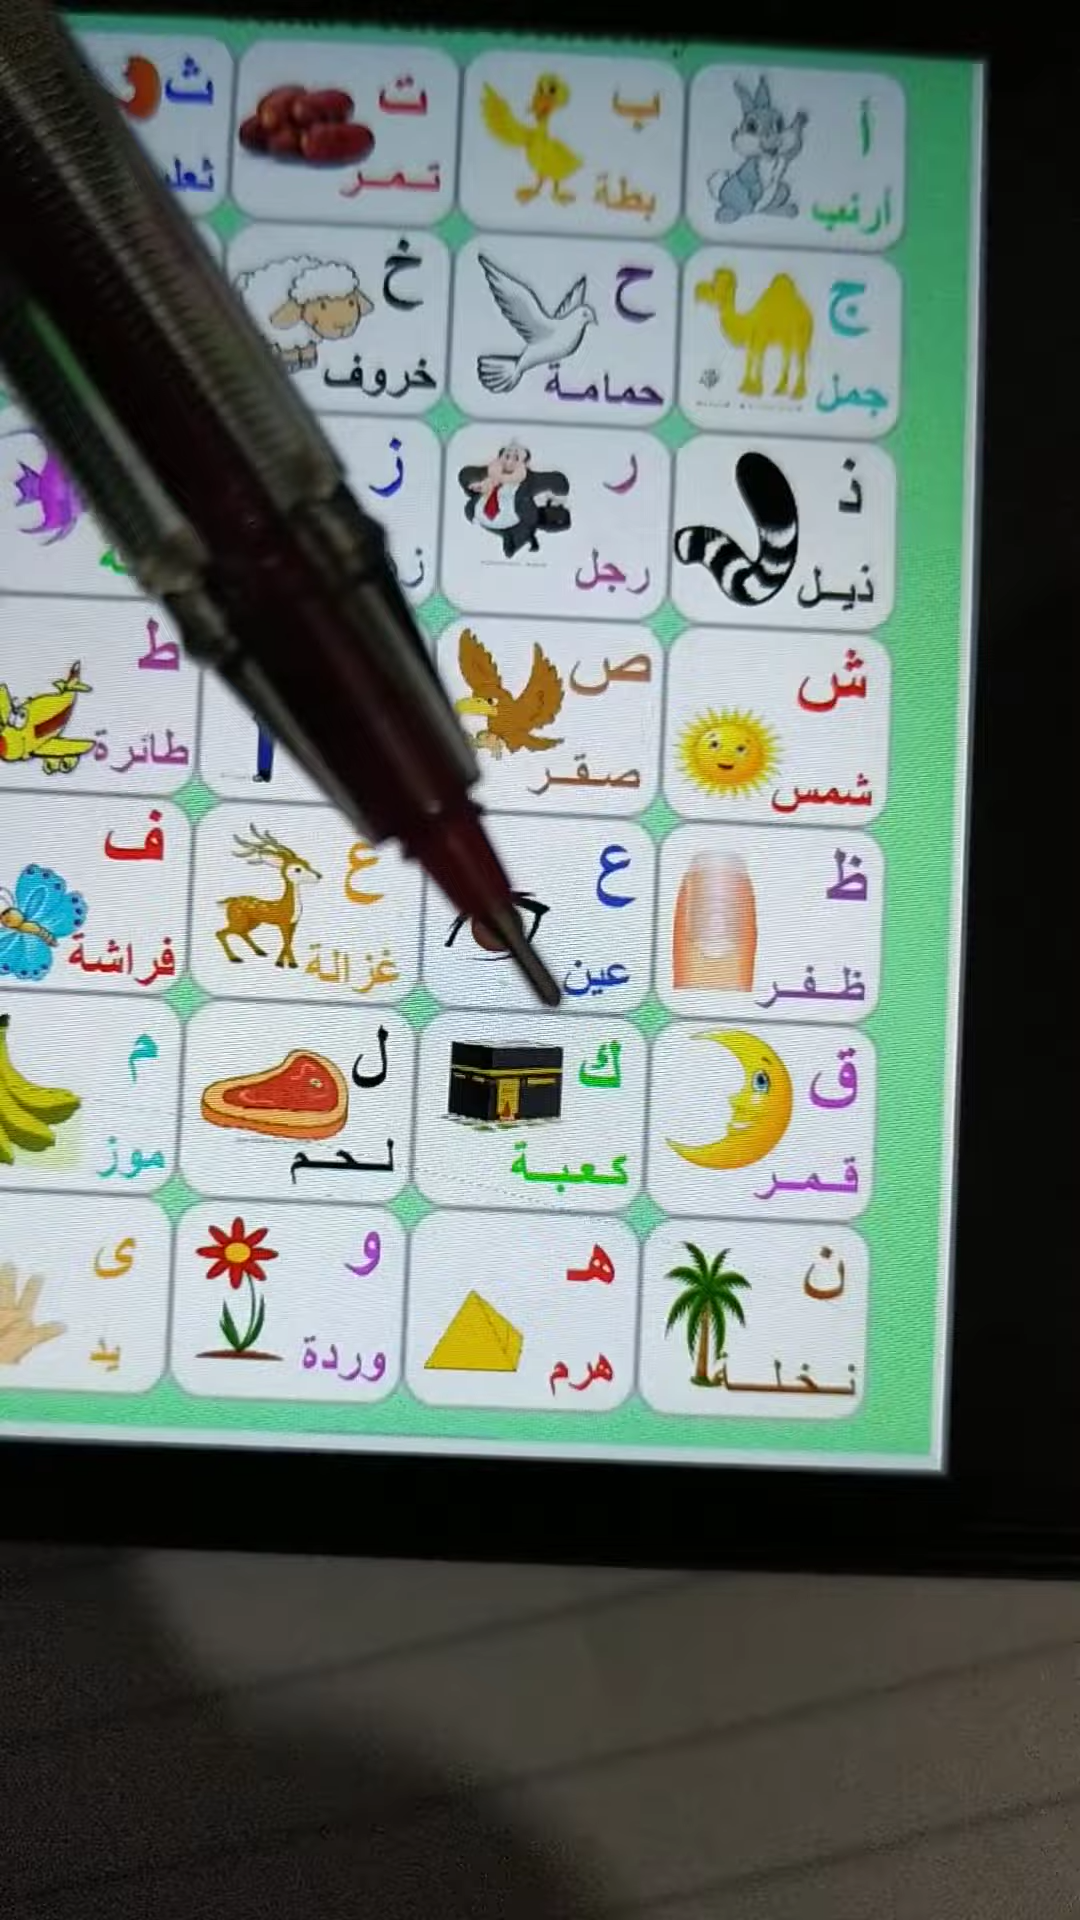 أ ب ت ث
أرنب بطة تمر
ج ح خ
جمل حمامة خروف
ذ ر ز
ذيل رجل
ش ص ط
شمس صقر طائرة
ظ ع غ ف
ظفر عين غزالة فراشة
ق ك ل م
قمر كعبة لحم موز
ن هـ و ى
نخلة هرم وردة يد